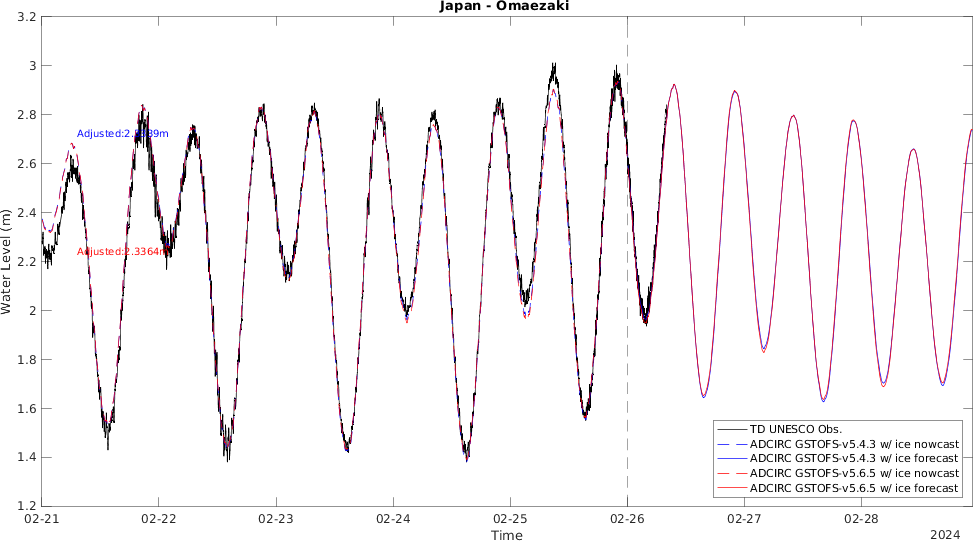 Japan - Omaezaki
3.2
3
2.8
2.6
2.4
2.2
2
1.8
1.6
1.4
1.2
Water Level (m)
Adjusted:2.3364m
TD UNESCO Obs.
ADCIRC GSTOFS-v5.4.3 w/ ice nowcast
ADCIRC GSTOFS-v5.4.3 w/ ice forecast
ADCIRC GSTOFS-v5.6.5 w/ ice nowcast
ADCIRC GSTOFS-v5.6.5 w/ ice forecast
02-21 02-22 02-23 02-24 02-25 02-26 02-27 02-28
Time
2024